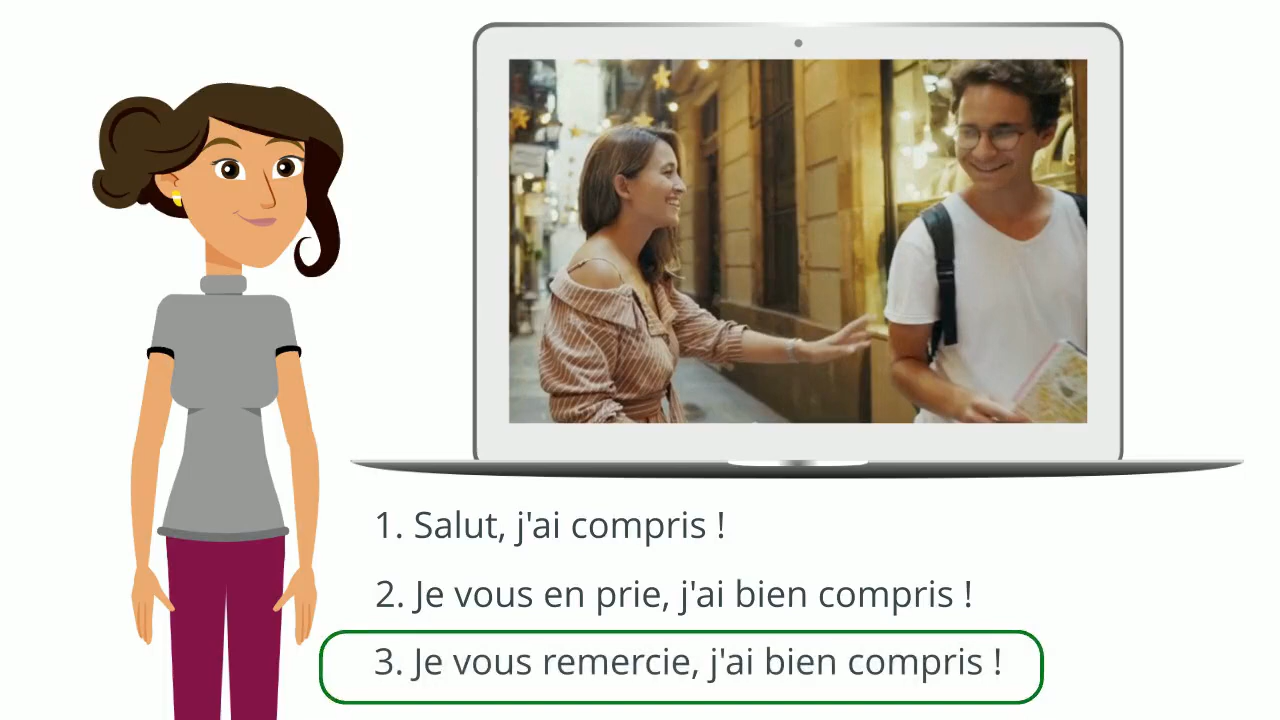 1. Salut, j'ai compris !
2. Je vous en prie, j'ai bien compris !
3. Je vous remercie, j'ai bien compris !